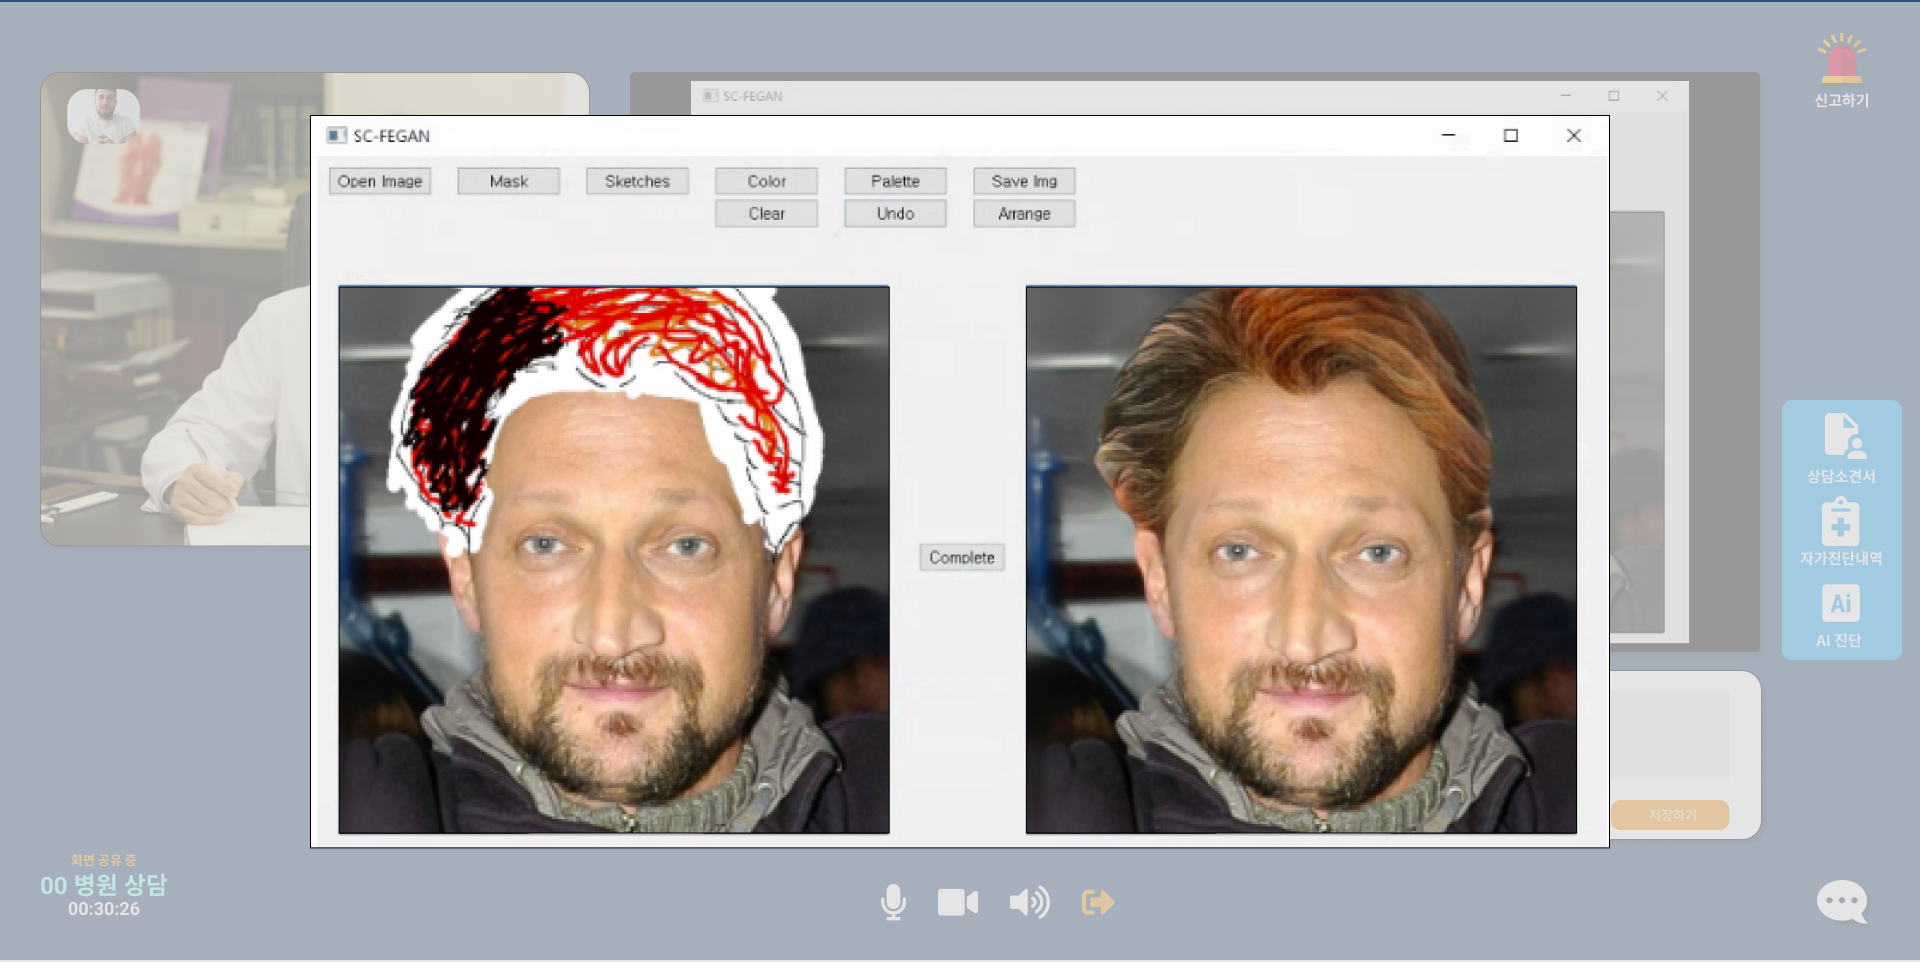 신고하기
SC-FEGAN
SC-FEGAN
Open Image Mask Sketches Color Palette Save Img
Clear Undo Arrange
Complete
상담소견서
자가진단내역
Ai
AI 진단
저장하기
화면 공유 중
00 병원 상담
00:30:26